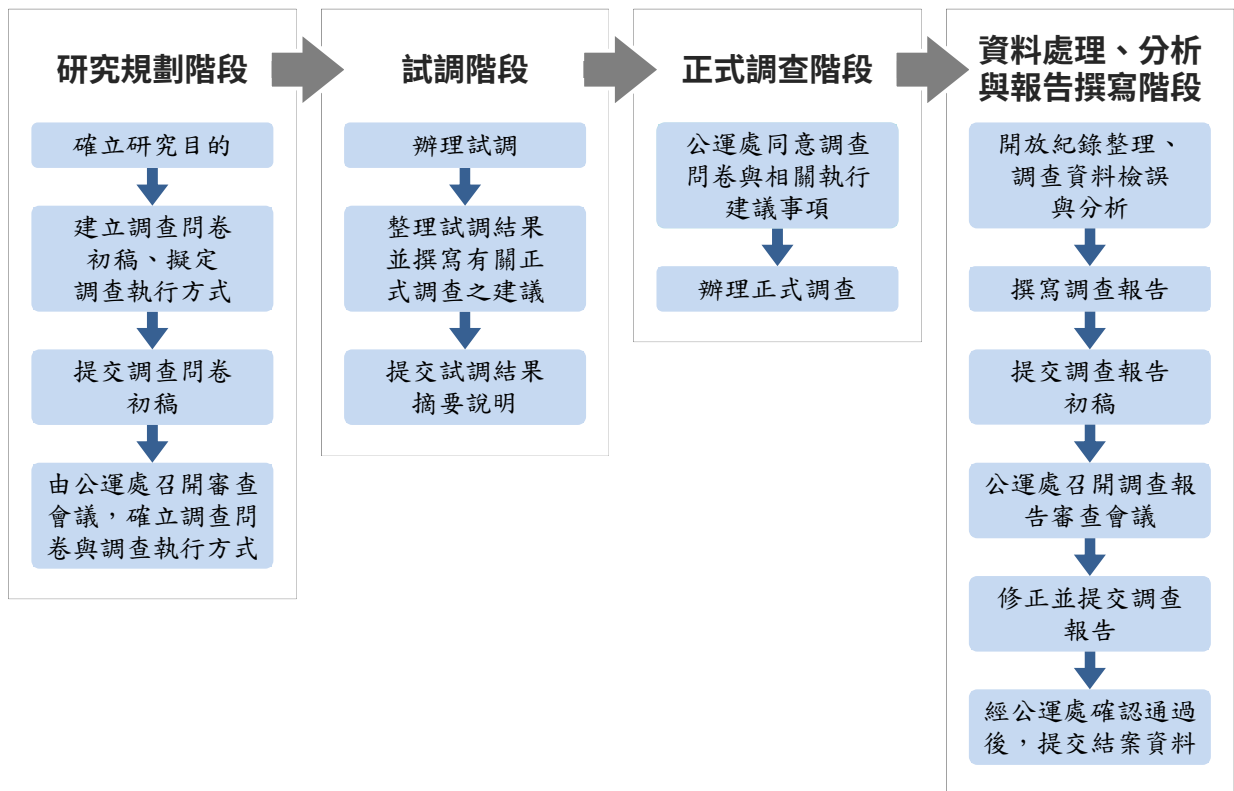 研究規劃階段
確立研究目的
建立調查問卷
初稿、擬定
調查執行方式
提交調查問卷
初稿
由公運處召開審查
會議，確立調查問
卷與調查執行方式
試調階段
辦理試調
整理試調結果
並撰寫有關正
式調查之建議
提交試調結果
摘要說明
正式調查階段
公運處同意調查
問卷與相關執行
建議事項
辦理正式調查
資料處理、分析
與報告撰寫階段
開放紀錄整理、
調查資料檢誤
與分析
撰寫調查報告
提交調查報告
初稿
公運處召開調查報
告審查會議
修正並提交調查
報告
經公運處確認通過
後，提交結案資料